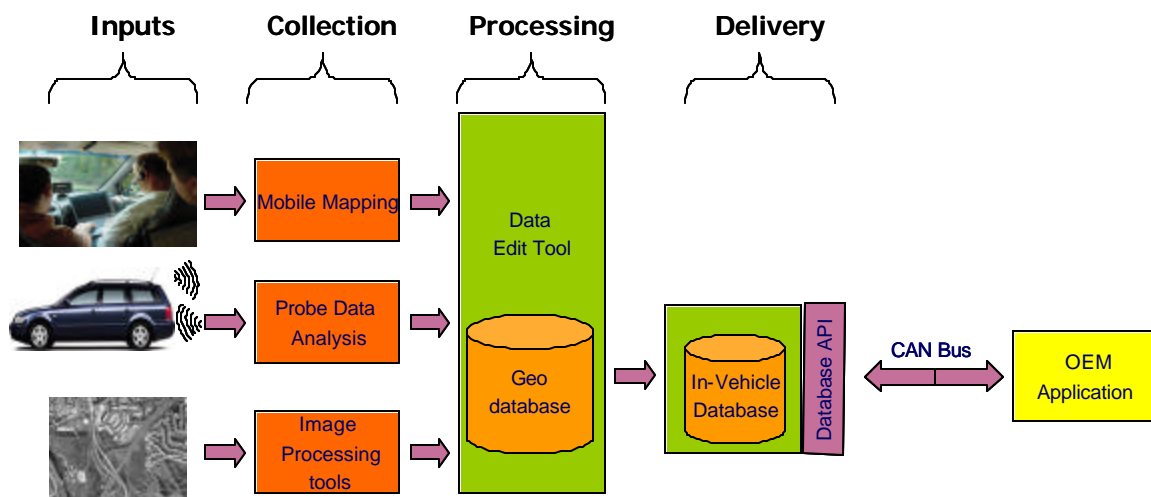 Inputs
Collection
Processing
Delivery
Mobile Mapping
Data
Edit Tool
Probe Data
Analysis
Geo
database
In-Vehicle
Database
Database API
CAN Bus
OEM
Application
Image
Processing
tools